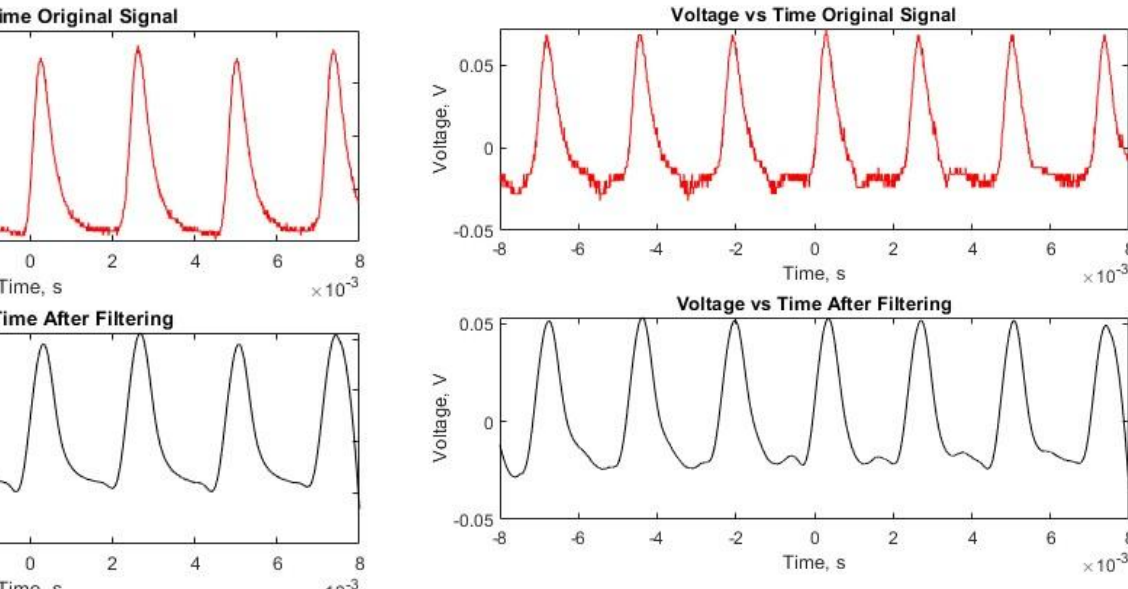 ime Original Signal
0 2 4 6 8
Time, s
×10-3
Time After Filtering
0 2 4 6 8
Time, s
10-3
Voltage vs Time Original Signal
Voltage, V
0.05
0
-0.05
-8 -6 -4 -2 0 2 4 6 8
Time, s
×10-3
Voltage vs Time After Filtering
Voltage, V
0.05
0
-0.05
-8 -6 -4 -2 0 2 4 6 8
Time, s
×10-3